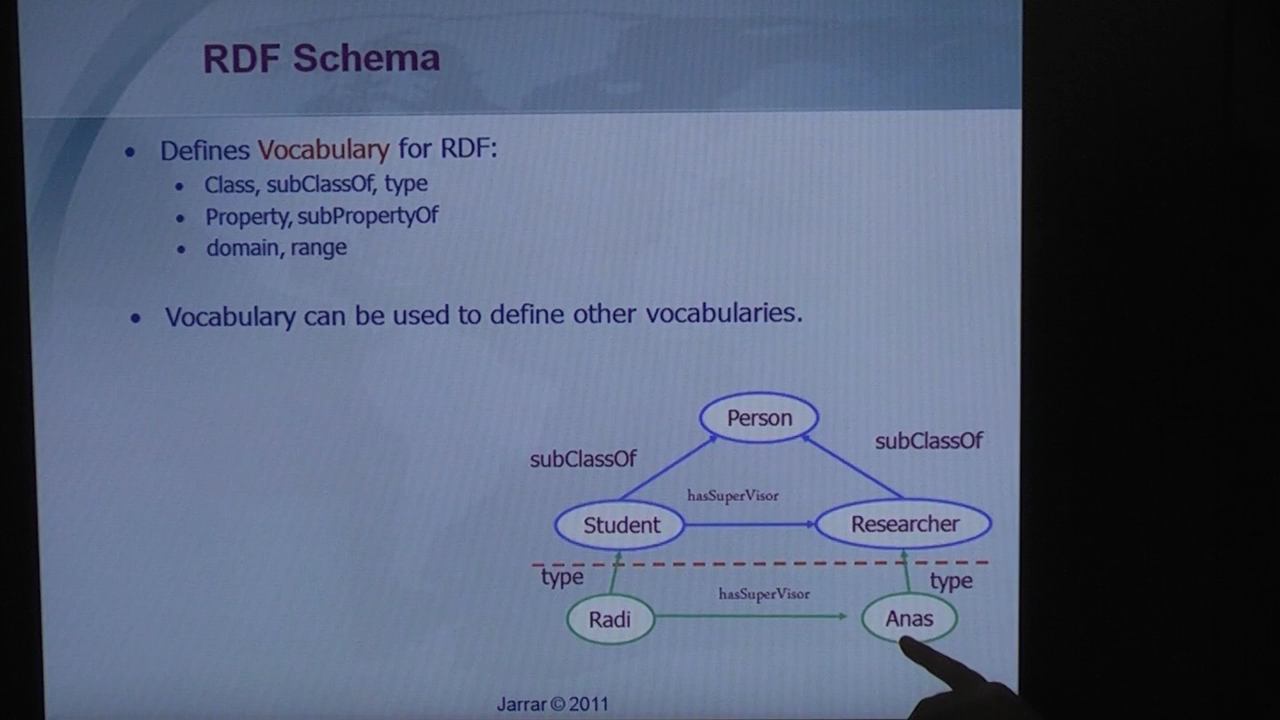 RDF Schema
• Defines Vocabulary for RDF:
• Class, subClassOf, type
• Property, subPropertyOf
• domain, range
• Vocabulary can be used to define other vocabularies.
Person
subClassOf
subClassOf
hasSuperVisor
Student
Researcher
type
type
hasSuperVisor
Radi
Anas
Jarrar © 2011